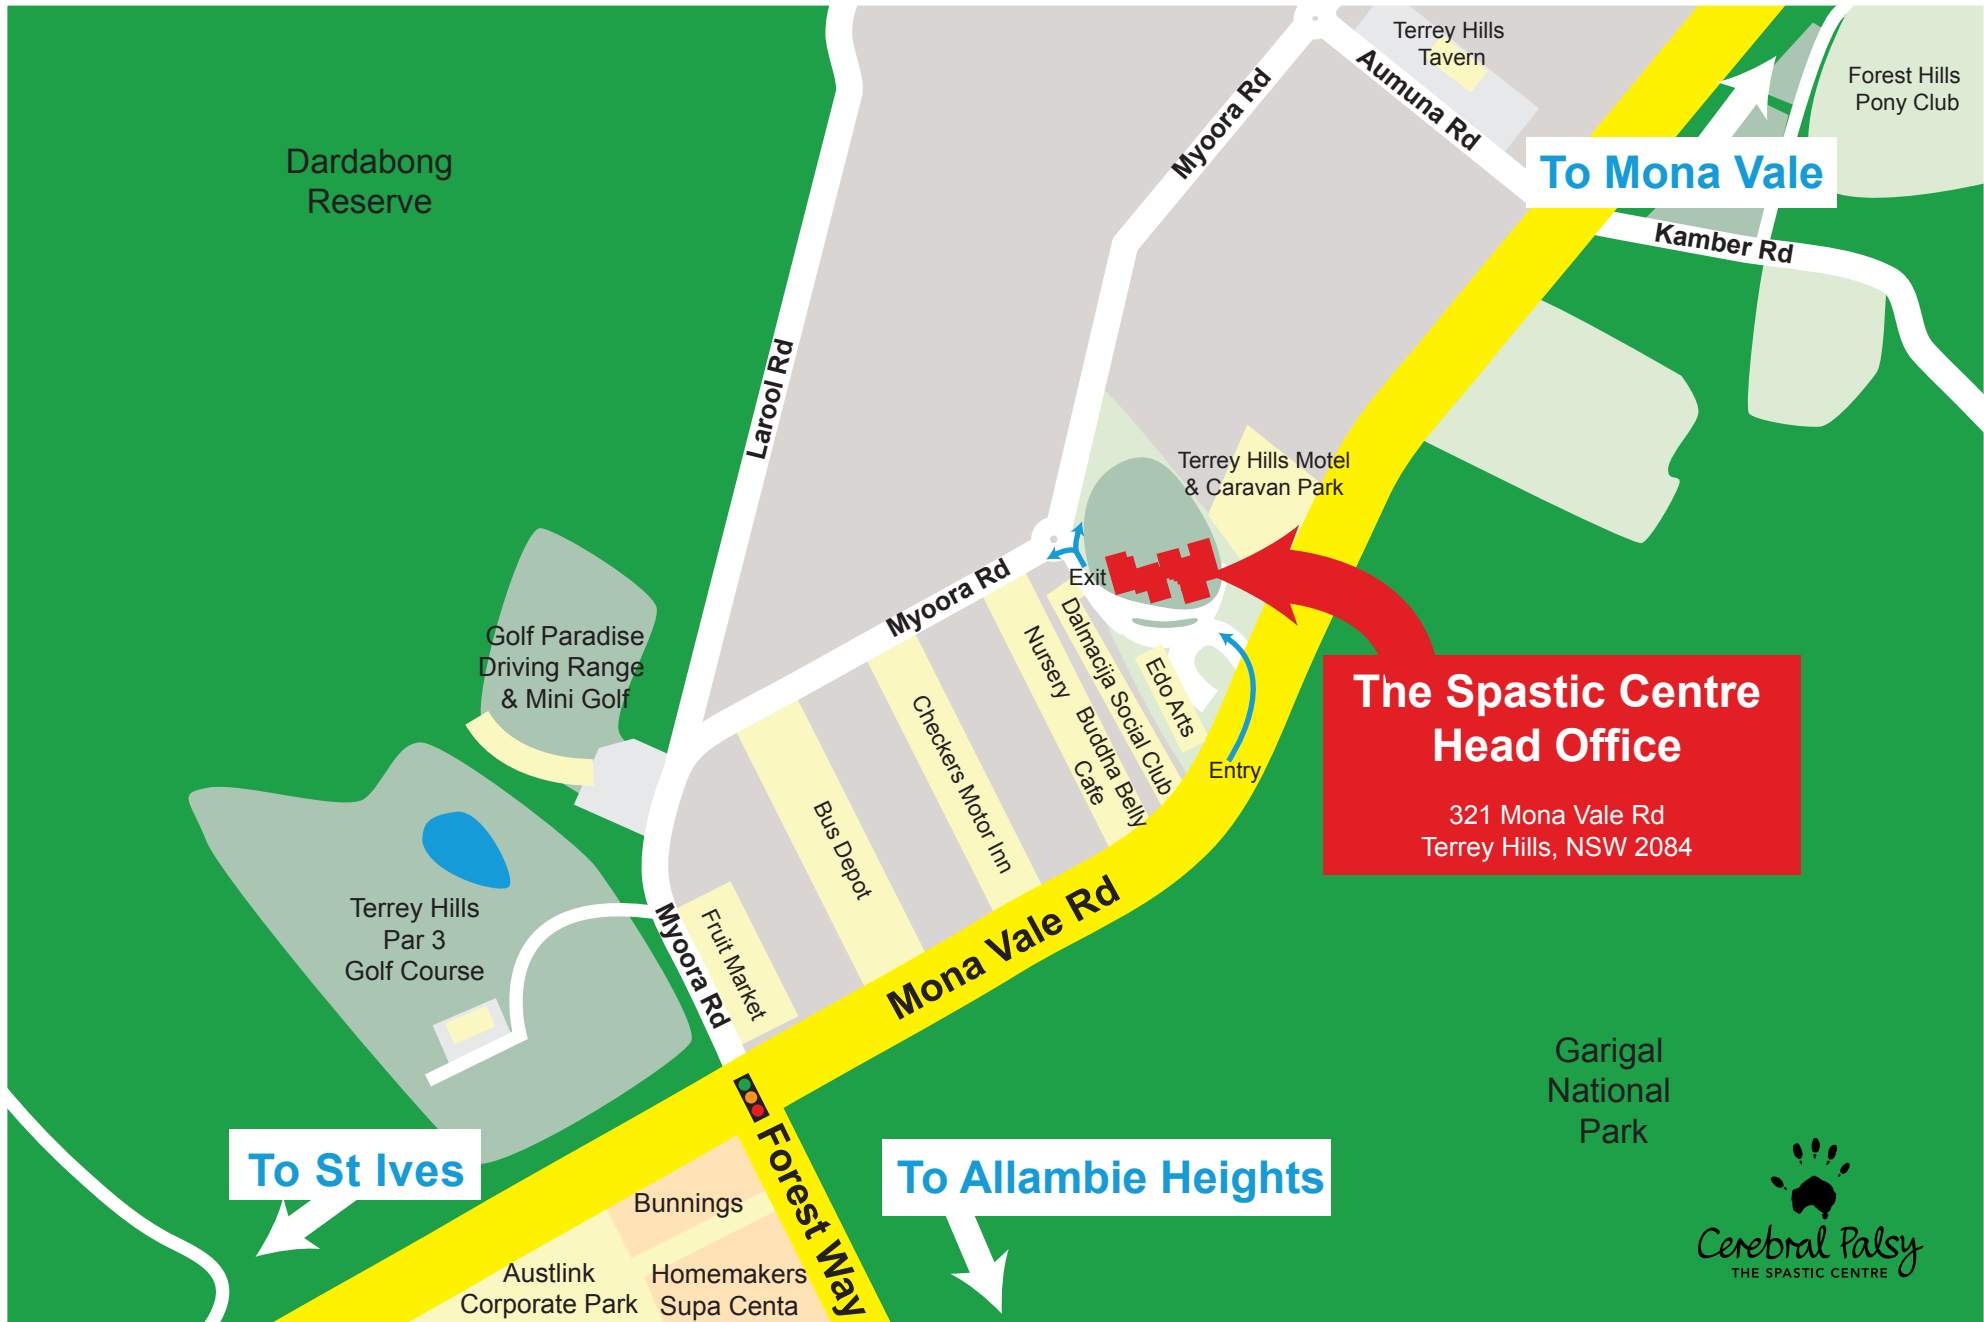 Terrey Hills
Tavern
Forest Hills
Pony Club
Aumuna Rd
Myoora Rd
Dardabong
Reserve
To Mona Vale
Kamber Rd
Larool Rd
Terrey Hills Motel
& Caravan Park
Exit
Myoora Rd
Golf Paradise
Driving Range
& Mini Golf
Nursery
Dalmacija Social Club
Edo Arts
Buddha Belly
Cafe
Checkers Motor Inn
Bus Depot
Entry
The Spastic Centre
Head Office
321 Mona Vale Rd
Terrey Hills, NSW 2084
Terrey Hills
Par 3
Golf Course
Myoora Rd
Fruit Market
Mona Vale Rd
Garigal
National
Park
To St Ives
Forest Way
To Allambie Heights
Bunnings
Austlink
Corporate Park
Homemakers
Supa Centa
Cerebral Palsy
THE SPASTIC CENTRE